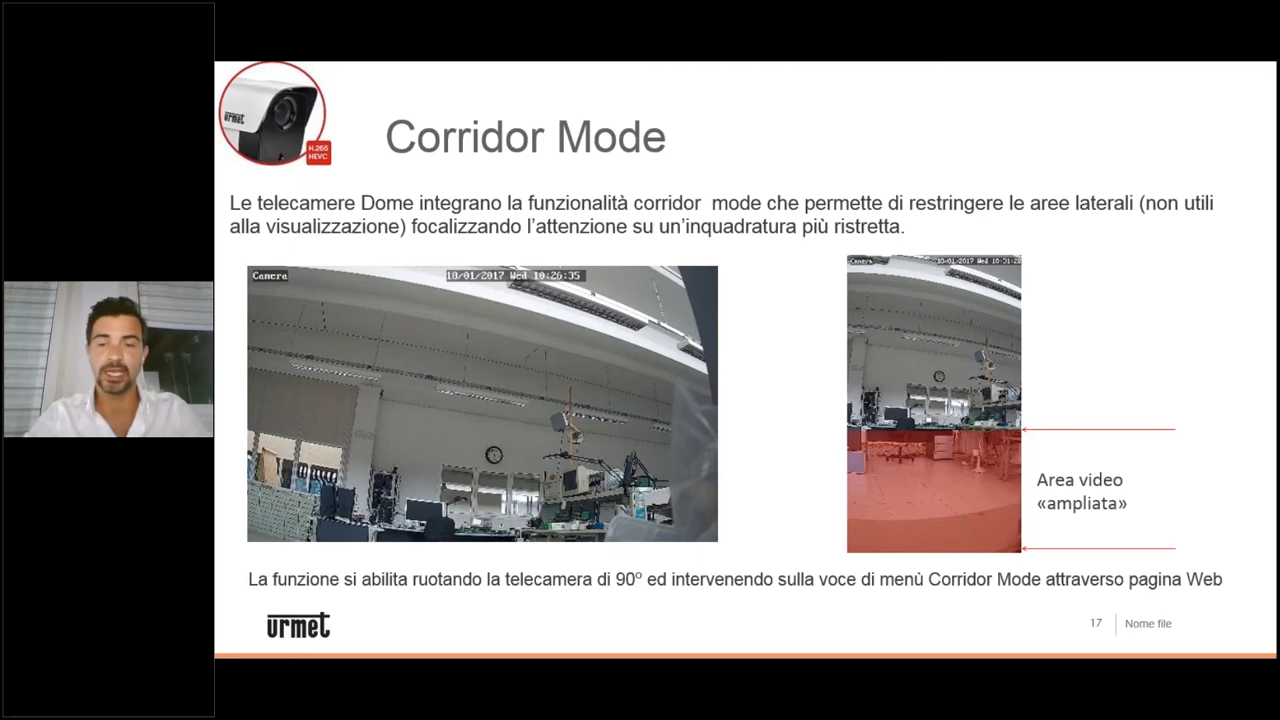 urmet
H.265
HEVC
Corridor Mode
Le telecamere Dome integrano la funzionalità corridor mode che permette di restringere le aree laterali (non utili
alla visualizzazione) focalizzando l'attenzione su un'inquadratura più ristretta.
Camera 18/01/2017 Wed 10:26:35
Camera
Area video
«ampliata»
La funzione si abilita ruotando la telecamera di 90° ed intervenendo sulla voce di menù Corridor Mode attraverso pagina Web
urmet
17 Nome file